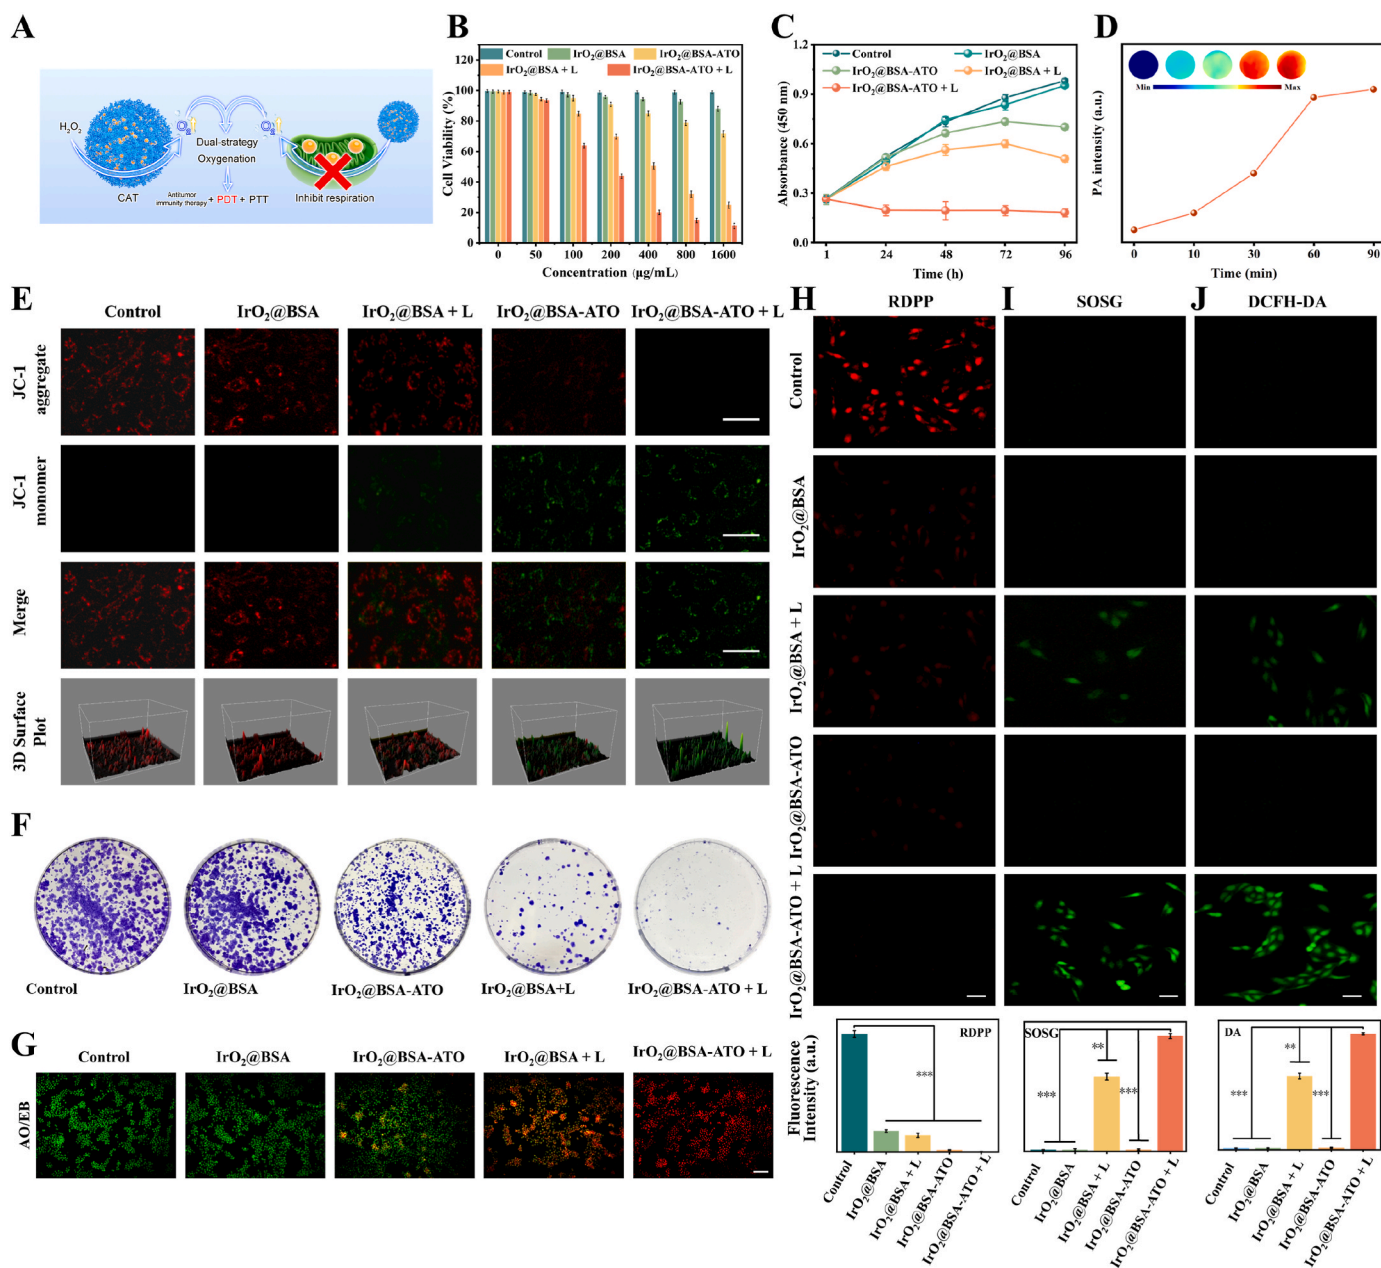 A
H₂O₂
O₂
O₂
Dual-strategy
Oxygenation
CAT
Antitumor
immunity therapy + PDT + PTT
Inhibit respiration
B
Control
IrO₂@BSA
IrO₂@BSA-ATO
IrO₂@BSA + L
IrO₂@BSA-ATO + L
Cell Viability (%)
100
80
60
40
20
0
0 50 100 200 400 800 1600
Concentration (μg/mL)
C
Control
IrO₂@BSA
IrO₂@BSA-ATO
IrO₂@BSA + L
IrO₂@BSA-ATO + L
Absorbance (450 nm)
1.2
0.9
0.6
0.3
0.0
1 24 48 72 96
Time (h)
D
Min
Max
PA intensity (a.u.)
0 10 30 60 90
Time (min)
E
Control IrO₂@BSA IrO₂@BSA + L IrO₂@BSA-ATO IrO₂@BSA-ATO + L
JC-1
aggregate
JC-1
monomer
Merge
3D Surface
Plot
F
Control IrO₂@BSA IrO₂@BSA-ATO IrO₂@BSA+L IrO₂@BSA-ATO + L
G
Control IrO₂@BSA IrO₂@BSA-ATO IrO₂@BSA + L IrO₂@BSA-ATO + L
AO/EB
H RDPP
I SOSG
J DCFH-DA
Control
IrO₂@BSA
IrO₂@BSA + L
IrO₂@BSA-ATO
IrO₂@BSA-ATO + L
Fluorescence
Intensity (a.u.)
RDPP
***
Control
IrO₂@BSA
IrO₂@BSA + L
IrO₂@BSA-ATO
IrO₂@BSA-ATO + L
SOSG
**
***
***
Control
IrO₂@BSA
IrO₂@BSA + L
IrO₂@BSA-ATO
IrO₂@BSA-ATO + L
DA
**
***
***
Control
IrO₂@BSA
IrO₂@BSA + L
IrO₂@BSA-ATO
IrO₂@BSA-ATO + L